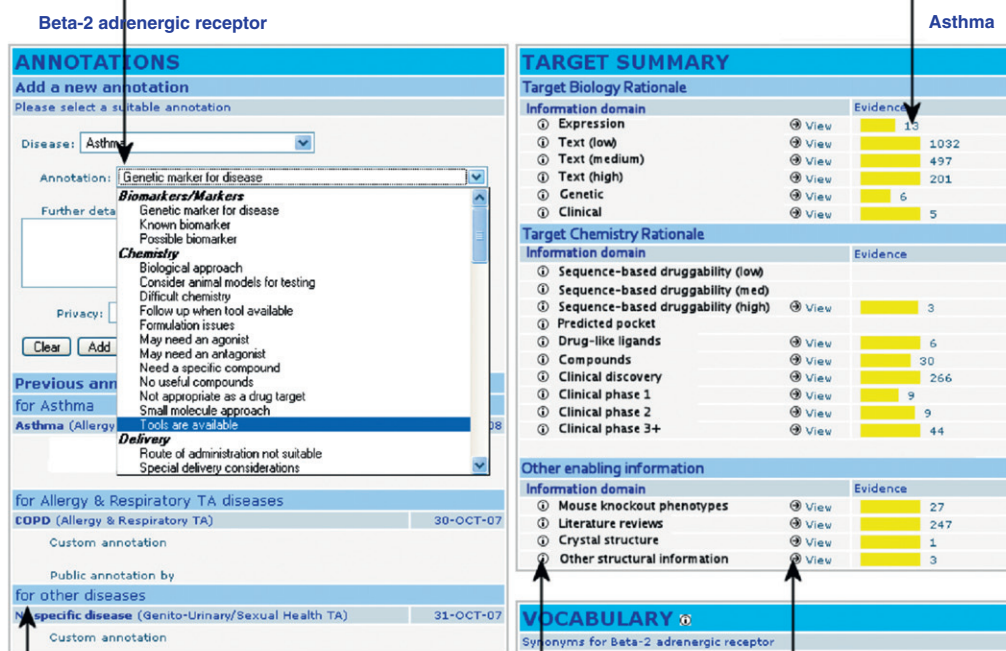 Beta-2 adrenergic receptor
Asthma
ANNOTATIONS
Add a new annotation
Please select a suitable annotation
Disease: Asthma
Annotation: Genetic marker for disease
Biomarkers/Markers
Genetic marker for disease
Known biomarker
Possible biomarker
Chemistry
Biological approach
Consider animal models for testing
Difficult chemistry
Follow up when tool available
Formulation issues
May need an agonist
May need an antagonist
Need a specific compound
No useful compounds
Not appropriate as a drug target
Small molecule approach
Tools are available
Delivery
Route of administration not suitable
Special delivery considerations
Further deta
Privacy:
Clear Add
Previous ann
for Asthma
Asthma (Allergy 08
for Allergy & Respiratory TA diseases
COPD (Allergy & Respiratory TA) 30-OCT-07
Custom annotation
Public annotation by
for other diseases
specific disease (Genito-Urinary/Sexual Health TA) 31-OCT-07
Custom annotation
TARGET SUMMARY
Target Biology Rationale
Information domain Evidence
Expression View 13
Text (low) View 1032
Text (medium) View 497
Text (high) View 201
Genetic View 6
Clinical View 5
Target Chemistry Rationale
Information domain Evidence
Sequence-based druggability (low)
Sequence-based druggability (med)
Sequence-based druggability (high) View 3
Predicted pocket
Drug-like ligands View 6
Compounds View 30
Clinical discovery View 266
Clinical phase 1 View 9
Clinical phase 2 View 9
Clinical phase 3+ View 44
Other enabling information
Information domain Evidence
Mouse knockout phenotypes View 27
Literature reviews View 247
Crystal structure View 1
Other structural information View 3
VOCABULARY
Synonyms for Beta-2 adrenergic receptor